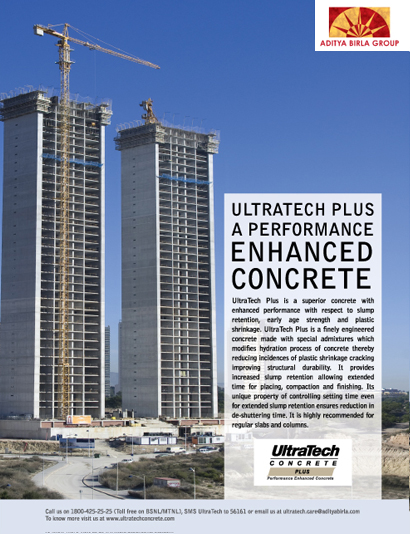 ADITYA BIRLA GROUP
ULTRATECH PLUS
A PERFORMANCE
ENHANCED
CONCRETE
UltraTech Plus is a superior concrete with
enhanced performance with respect to slump
retention, early age strength and plastic
shrinkage. UltraTech Plus is a finely engineered
concrete made with special admixtures which
modifies hydration process of concrete thereby
reducing incidences of plastic shrinkage cracking
improving structural durability. It provides
increased slump retention allowing extended
time for placing, compaction and finishing. Its
unique property of controlling setting time even
for extended slump retention ensures reduction in
de-shuttering time. It is highly recommended for
regular slabs and columns.
UltraTech
CONCRETE
PLUS
Performance Enhanced Concrete
Call us on 1800-425-25-25 (Toll free on BSNL/MTNL), SMS UltraTech to 56161 or email us at ultratech.care@adityabirla.com
To know more visit us at www.ultratechconcrete.com